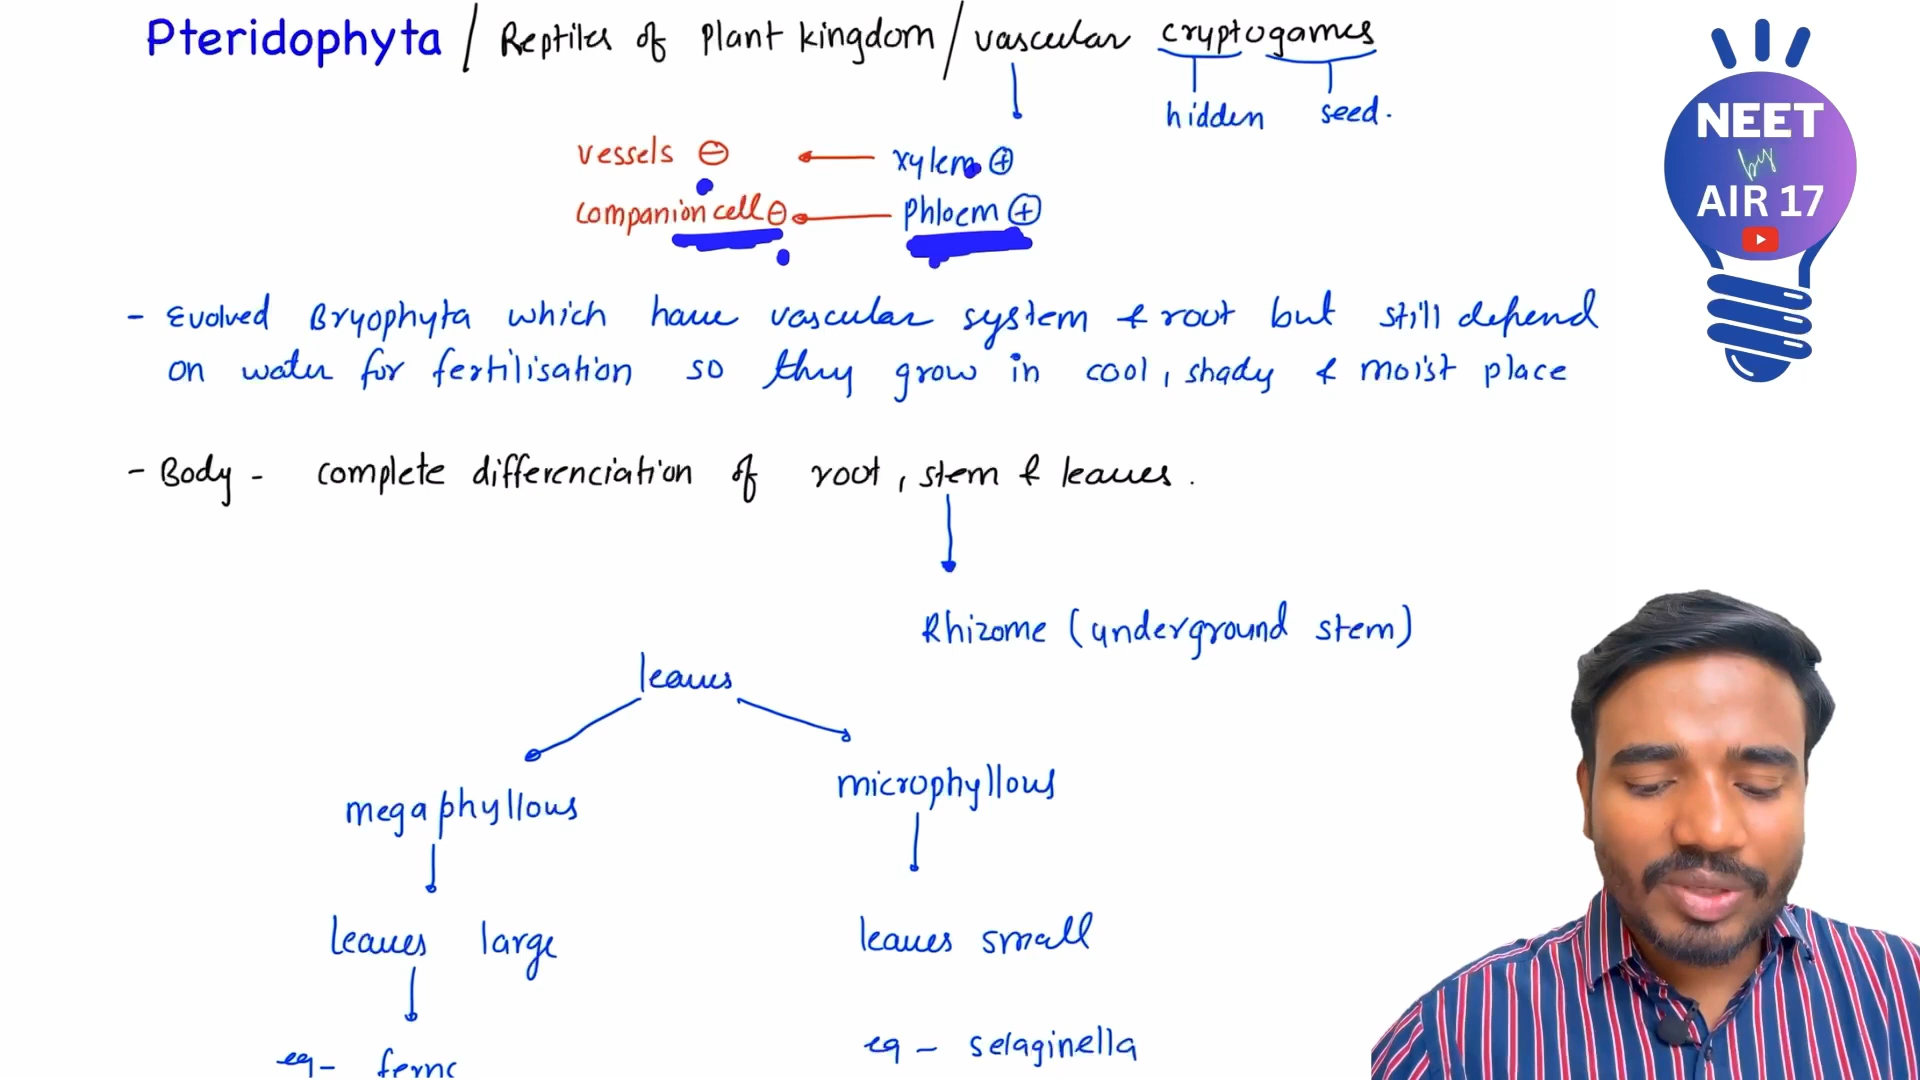 Pteridophyta / Reptiles of Plant kingdom / vascular cryptogames
hidden seed.
vessels ⊖ xylem ⊕
companion cell ⊖ Phloem ⊕
- Evolved Bryophyta which have vascular system & root but still depend
on water for fertilisation so they grow in cool, shady & moist place
- Body - complete differenciation of root, stem & leaves.
Rhizome (underground stem)
leaves
megaphyllous microphyllous
leaves large leaves small
eg - ferns eg - selaginella
NEET
by
AIR 17